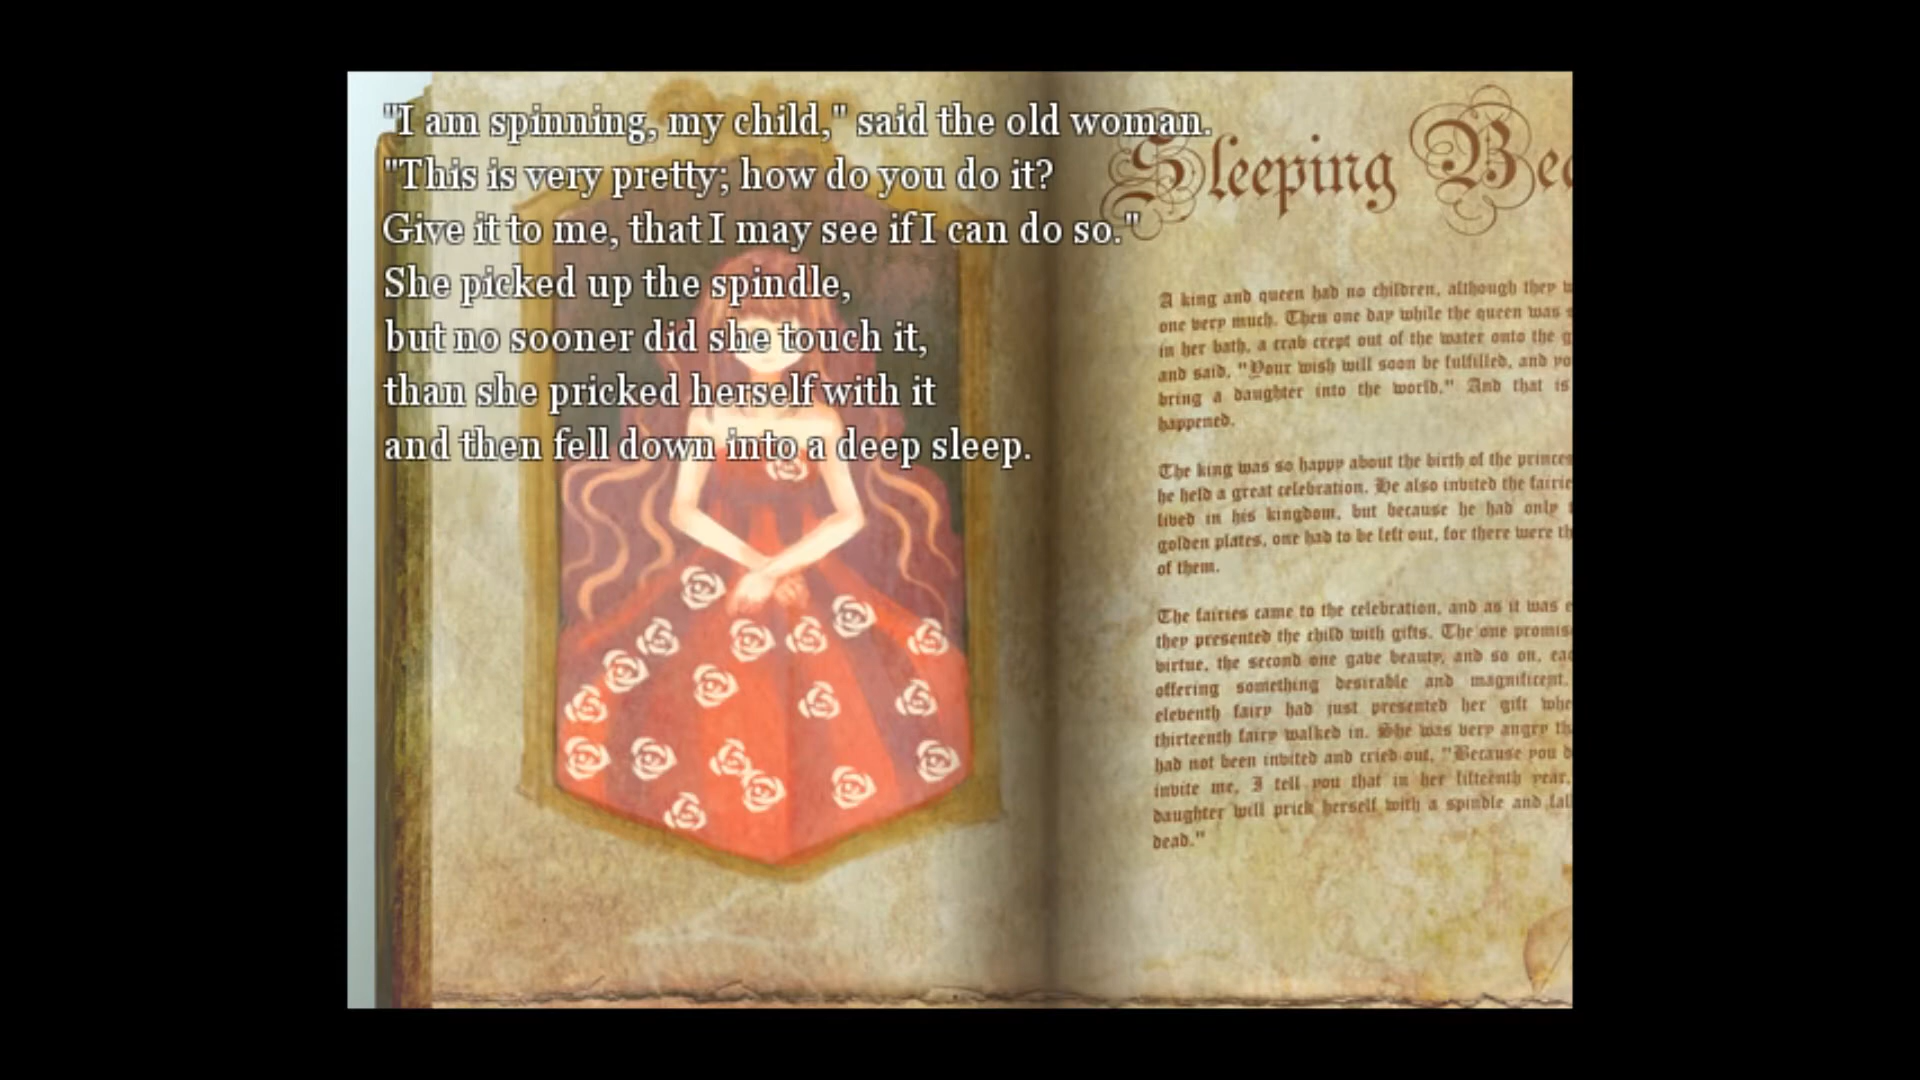 "I am spinning, my child," said the old woman.
"This is very pretty; how do you do it?
Give it to me, that I may see if I can do so."
She picked up the spindle,
but no sooner did she touch it,
than she pricked herself with it
and then fell down into a deep sleep.
Sleeping
A king and queen had no children, although they
one very much. Then one day while the queen was
in her bath, a crab crept out of the water onto the
and said, "Your wish will soon be fulfilled, and
bring a daughter into the world." And that is
happened.
The king was so happy about the birth of the
he held a great celebration. He also invited the
lived in his kingdom, but because he had only
golden plates, one had to be left out, for there were
of them.
The fairies came to the celebration, and as it was
they presented the child with gifts. The one
virtue, the second one gave beauty, and so on,
offering something desirable and magnificent.
eleventh fairy had just presented her gift
thirteenth fairy walked in. She was very angry
had not been invited and cried out, "Because you
invite me, I tell you that in her fifteenth year,
daughter will prick herself with a spindle and
dead."